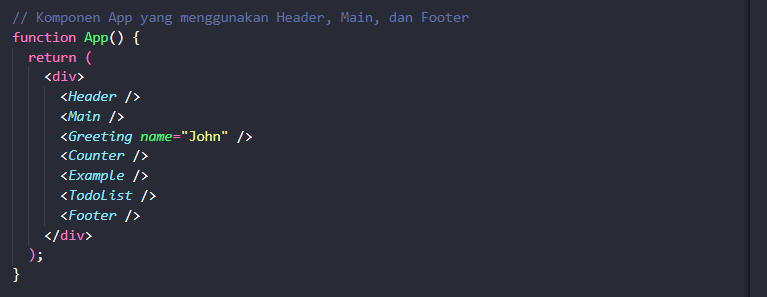 // Komponen App yang menggunakan Header, Main, dan Footer
function App() {
  return (
    <div>
      <Header />
      <Main />
      <Greeting name="John" />
      <Counter />
      <Example />
      <TodoList />
      <Footer />
    </div>
  );
}